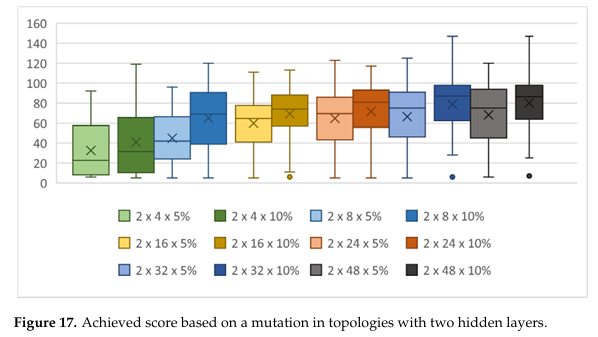 160
140
120
100
80
60
40
20
0
2 x 4 x 5% 2 x 4 x 10% 2 x 8 x 5% 2 x 8 x 10%
2 x 16 x 5% 2 x 16 x 10% 2 x 24 x 5% 2 x 24 x 10%
2 x 32 x 5% 2 x 32 x 10% 2 x 48 x 5% 2 x 48 x 10%
Figure 17. Achieved score based on a mutation in topologies with two hidden layers.